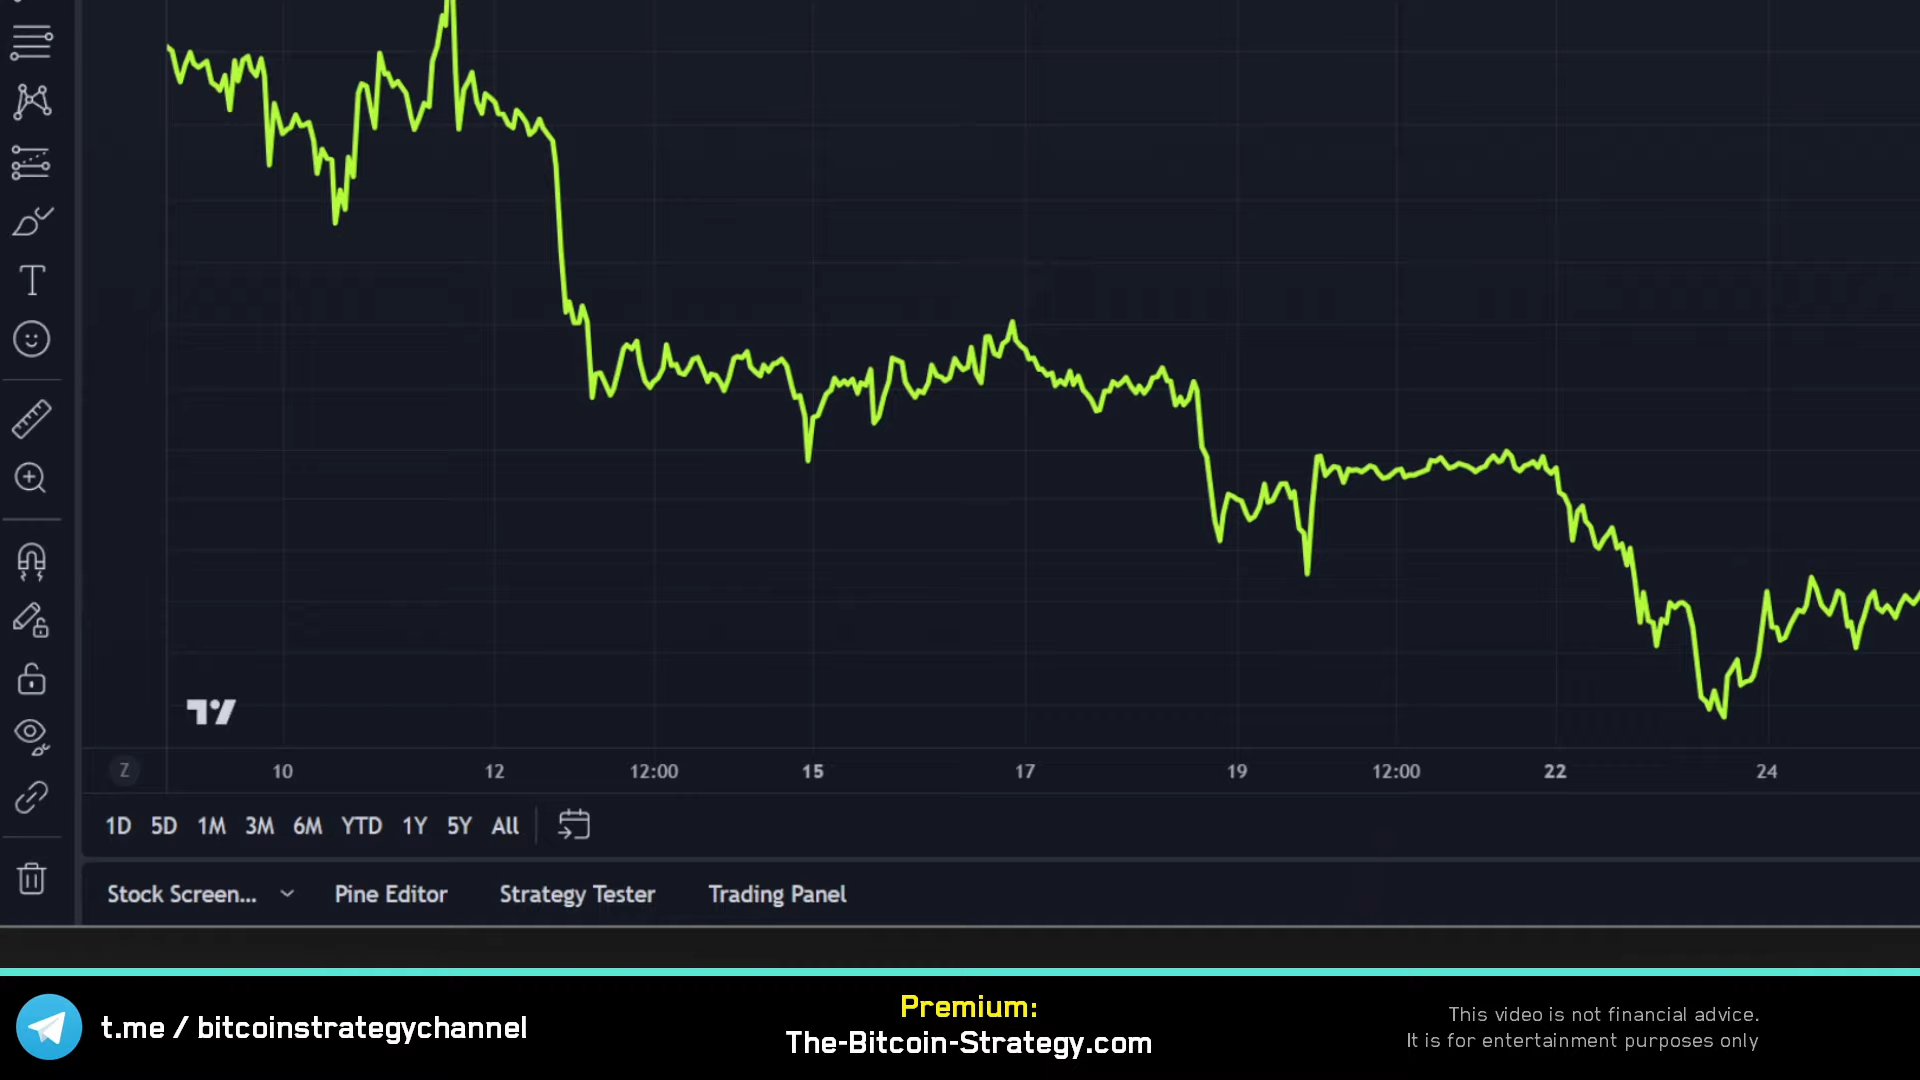 T
Z
10 12 12:00 15 17 19 12:00 22 24
1D 5D 1M 3M 6M YTD 1Y 5Y All
Stock Screen... Pine Editor Strategy Tester Trading Panel
t.me / bitcoinstrategychannel
Premium:
The-Bitcoin-Strategy.com
This video is not financial advice.
It is for entertainment purposes only